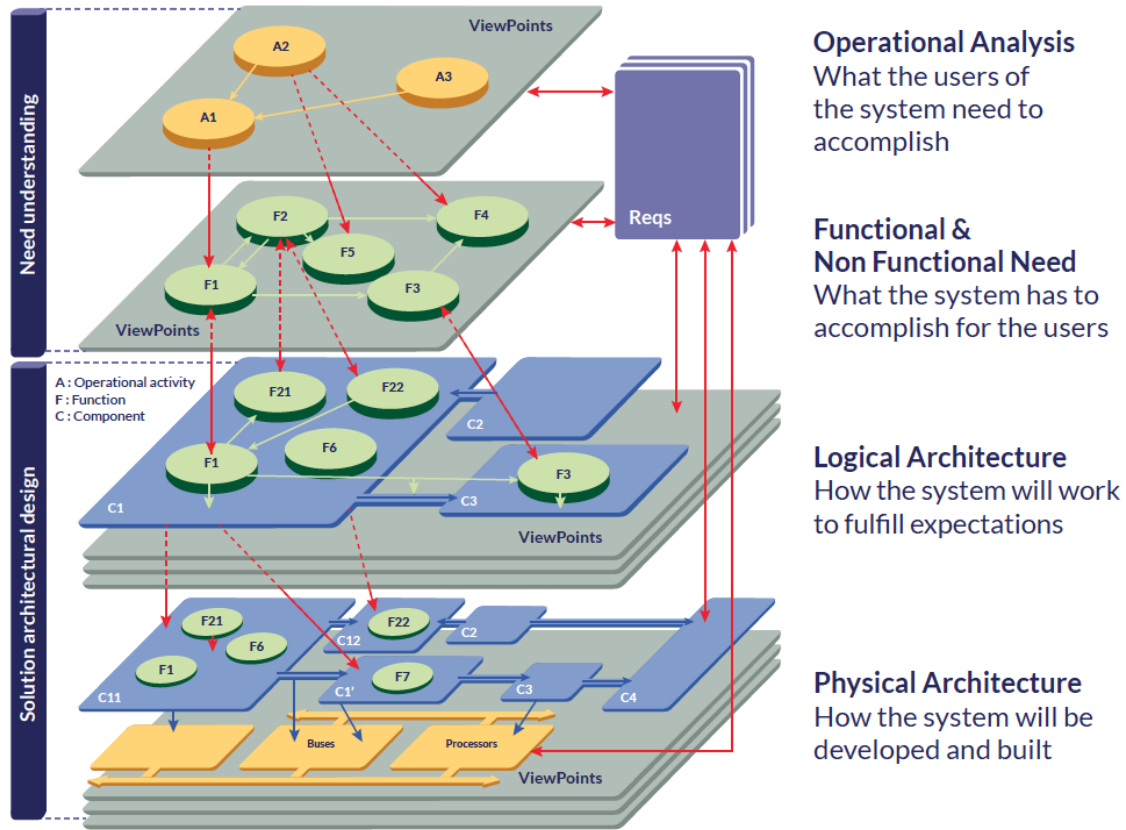 Need understanding
ViewPoints
A2
A3
A1
Reqs
F2
F4
F5
F1
F3
ViewPoints
Operational Analysis
What the users of
the system need to
accomplish
Functional &
Non Functional Need
What the system has to
accomplish for the users
Solution architectural design
A : Operational activity
F : Function
C : Component
F21
F22
C2
F6
F1
F3
C1
C3
ViewPoints
Logical Architecture
How the system will work
to fulfill expectations
F21
F22
C2
F6
C12
F1
F7
C11
C1'
C3
C4
Buses
Processors
ViewPoints
Physical Architecture
How the system will be
developed and built